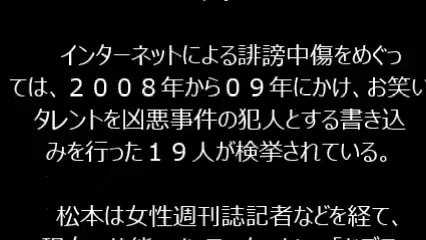 インターネットによる誹謗中傷をめぐっ
ては、２００８年から０９年にかけ、お笑い
タレントを凶悪事件の犯人とする書き込
みを行った１９人が検挙されている。
松本は女性週刊誌記者などを経て、